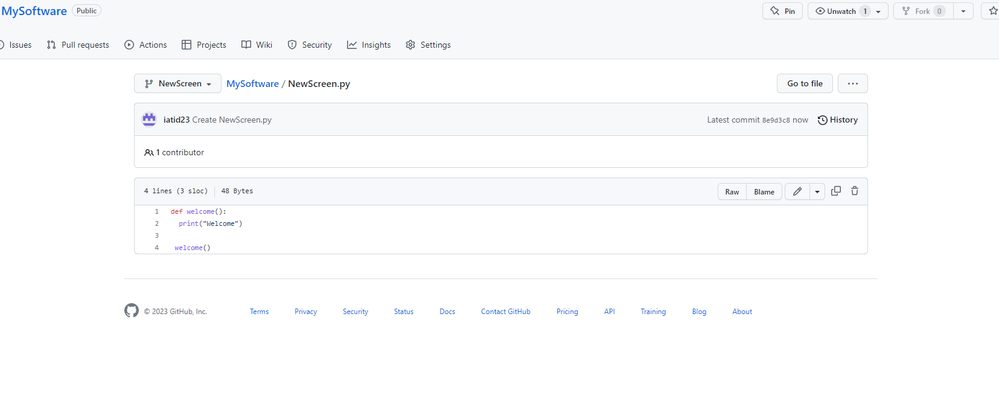 MySoftware Public Pin Unwatch 1 Fork 0
Issues Pull requests Actions Projects Wiki Security Insights Settings
NewScreen MySoftware / NewScreen.py Go to file ...
iatid23 Create NewScreen.py Latest commit 8e9d3c8 now History
1 contributor
4 lines (3 sloc) 48 Bytes Raw Blame
1 def welcome():
2 print("Welcome")
3
4 welcome()
© 2023 GitHub, Inc. Terms Privacy Security Status Docs Contact GitHub Pricing API Training Blog About